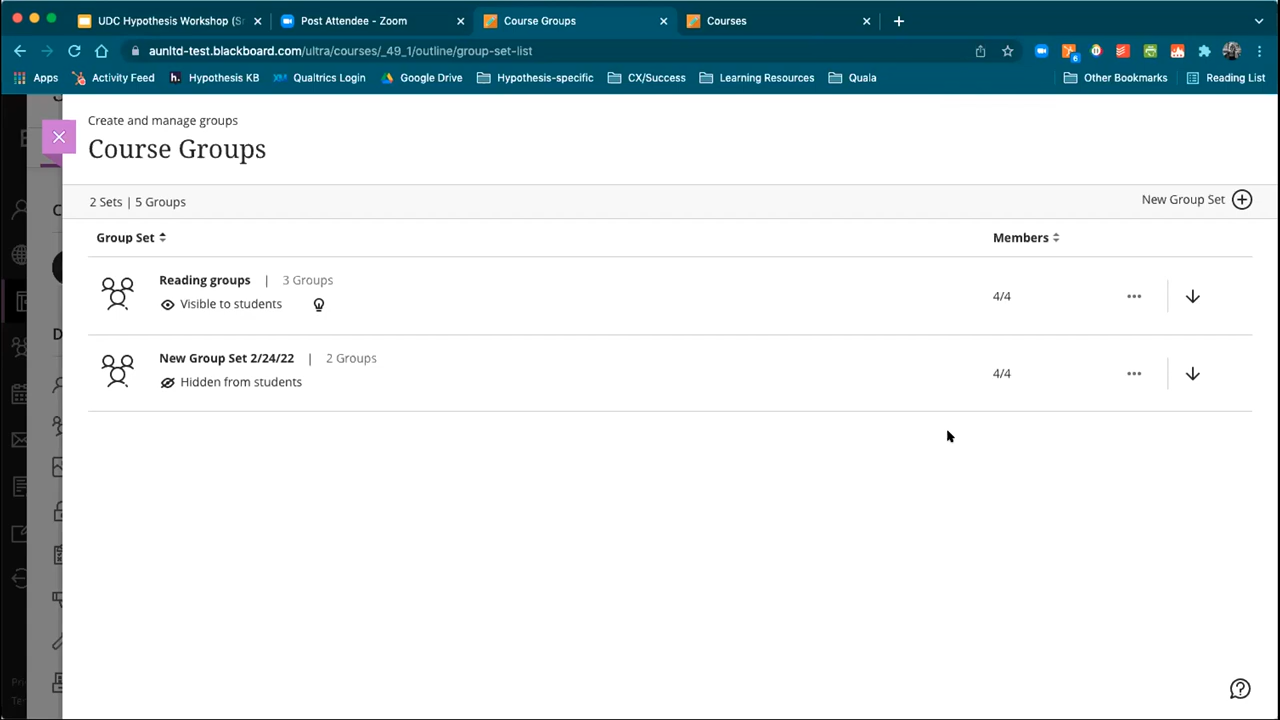 UDC Hypothesis Workshop (S
Post Attendee - Zoom
Course Groups
Courses
aunltd-test.blackboard.com/ultra/courses/_49_1/outline/group-set-list
6
Apps
Activity Feed
Hypothesis KB
Qualtrics Login
Google Drive
Hypothesis-specific
CX/Success
Learning Resources
Quala
Other Bookmarks
Reading List
Create and manage groups
Course Groups
2 Sets | 5 Groups
New Group Set
Group Set
Members
Reading groups | 3 Groups
Visible to students
4/4
New Group Set 2/24/22 | 2 Groups
Hidden from students
4/4